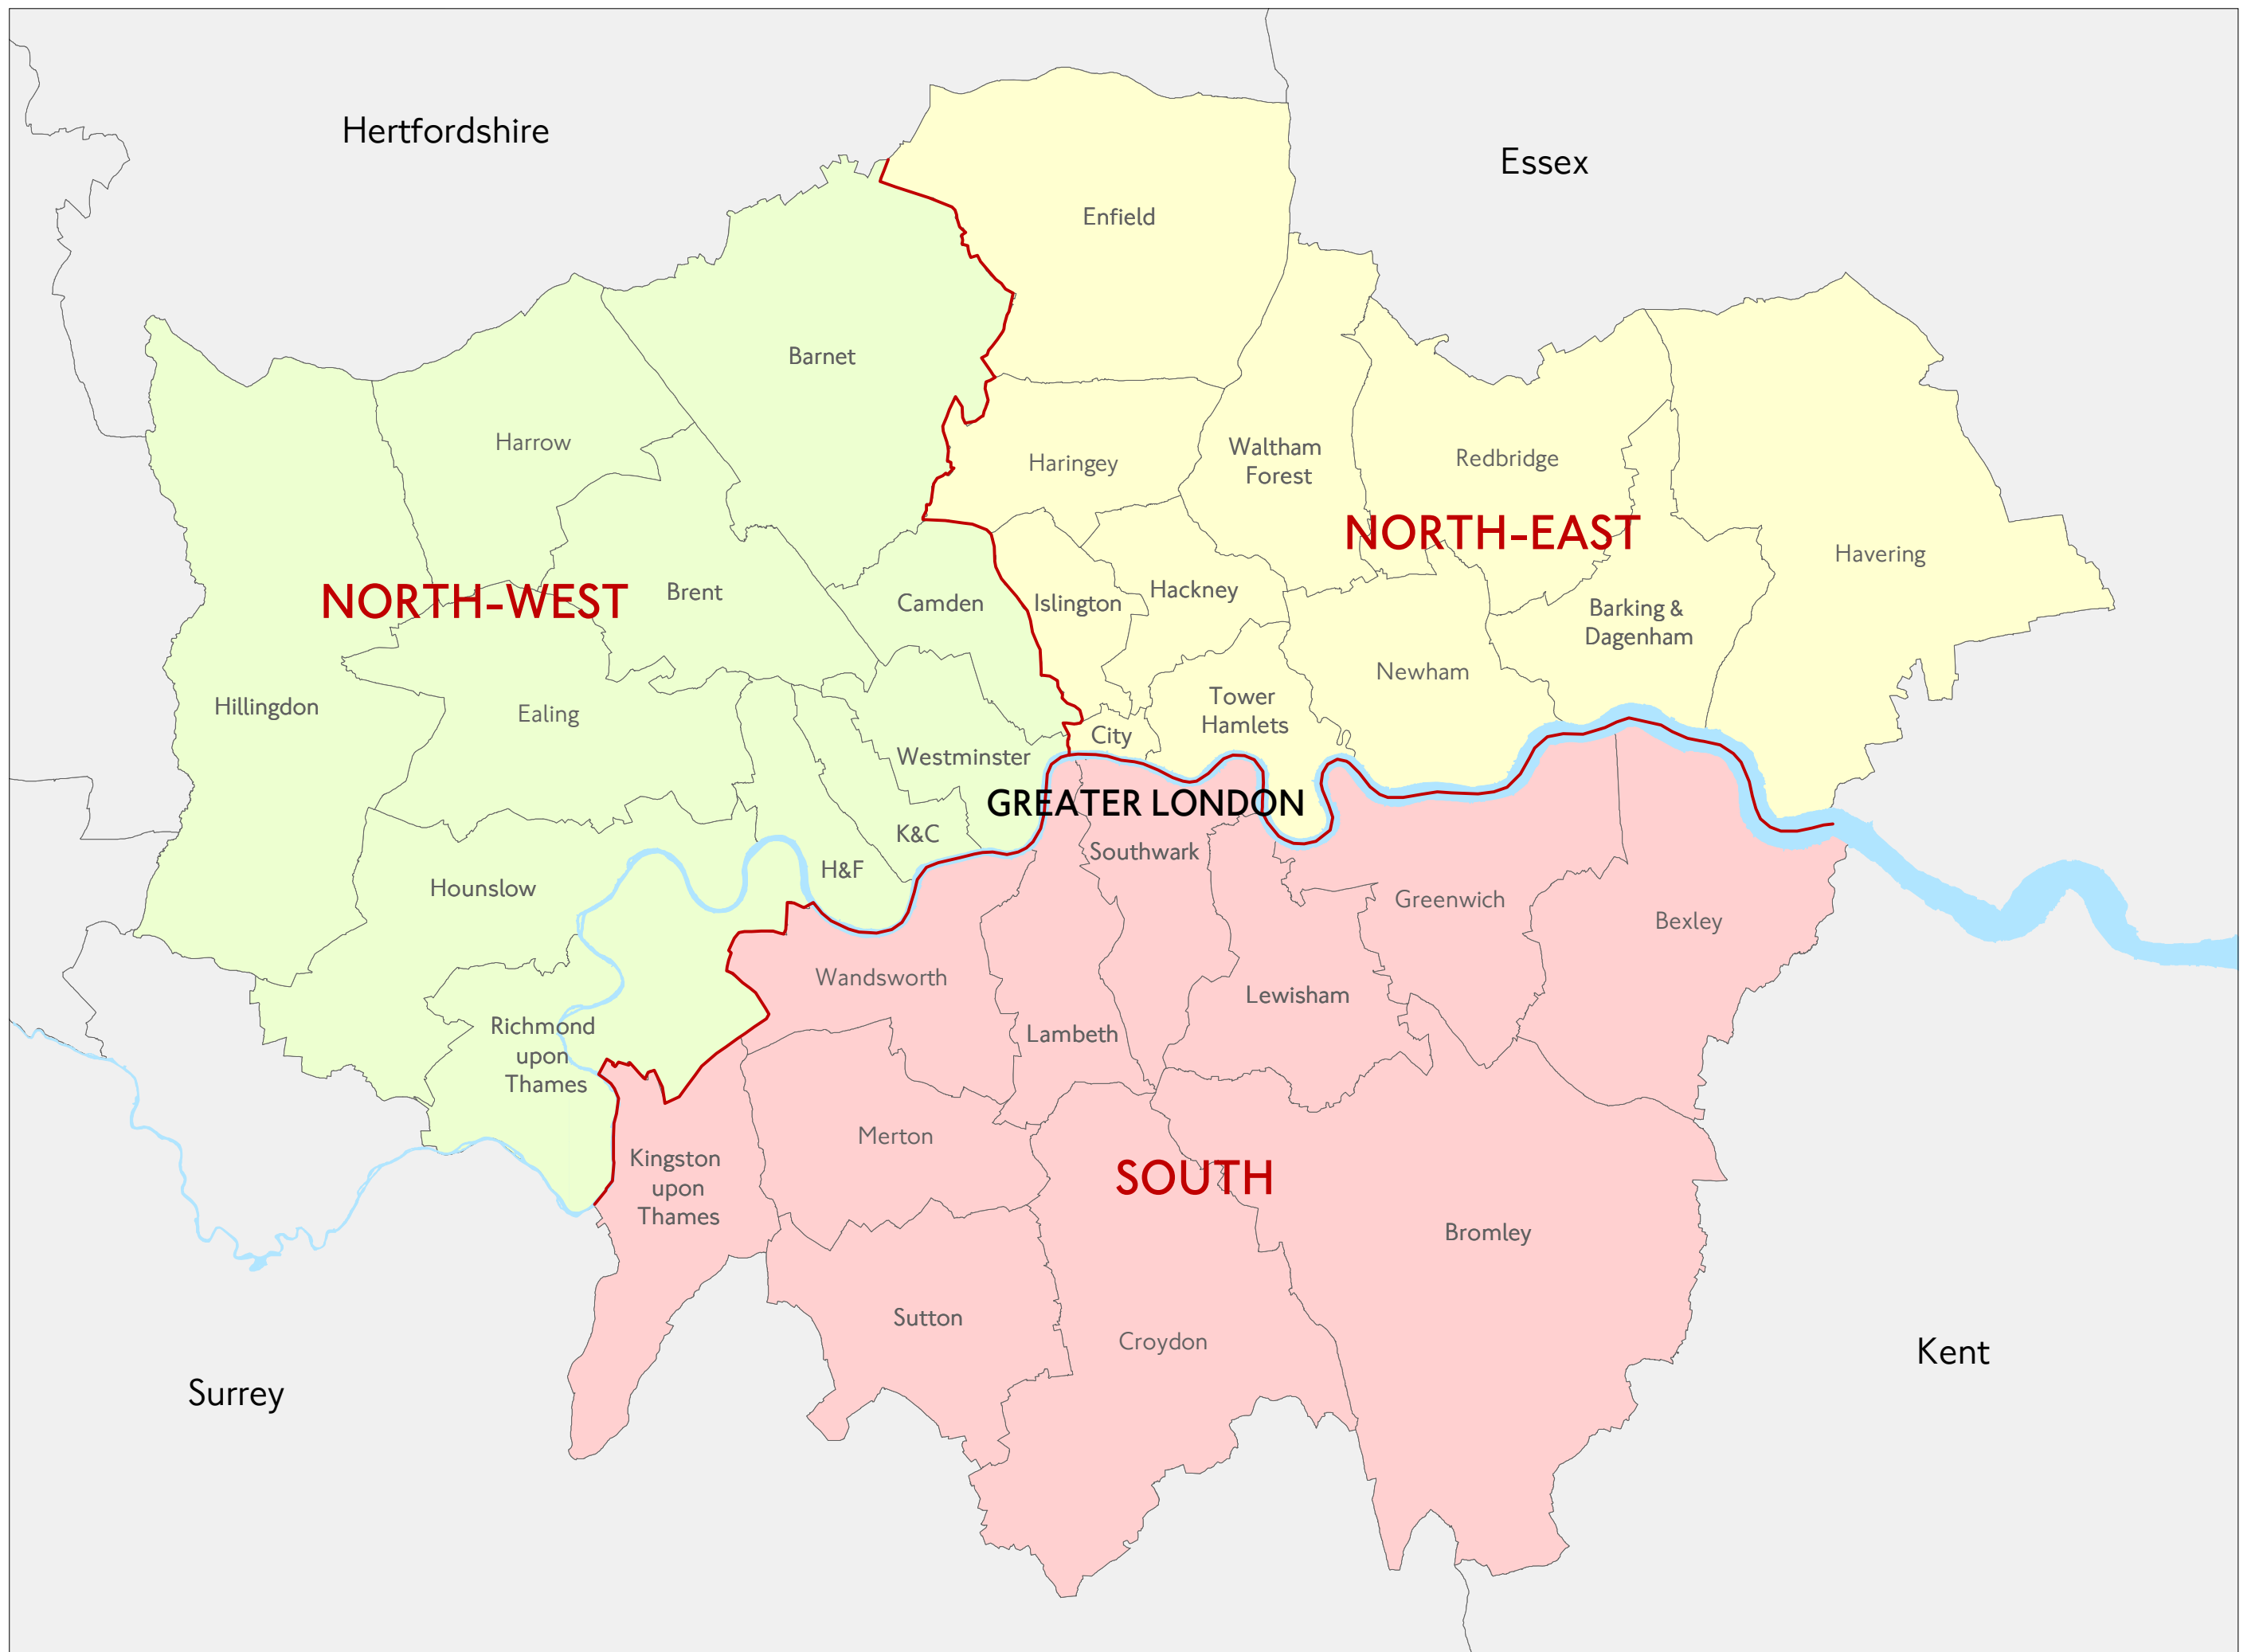 Hertfordshire
Essex
Enfield
Barnet
Harrow
Haringey
Waltham
Forest
Redbridge
NORTH-EAST
Havering
NORTH-WEST
Brent
Camden
Islington
Hackney
Barking &
Dagenham
Newham
Hillingdon
Ealing
Tower
Hamlets
City
Westminster
GREATER LONDON
K&C
Southwark
H&F
Hounslow
Greenwich
Bexley
Wandsworth
Lewisham
Richmond
upon
Thames
Lambeth
Merton
Kingston
upon
Thames
SOUTH
Bromley
Sutton
Croydon
Kent
Surrey